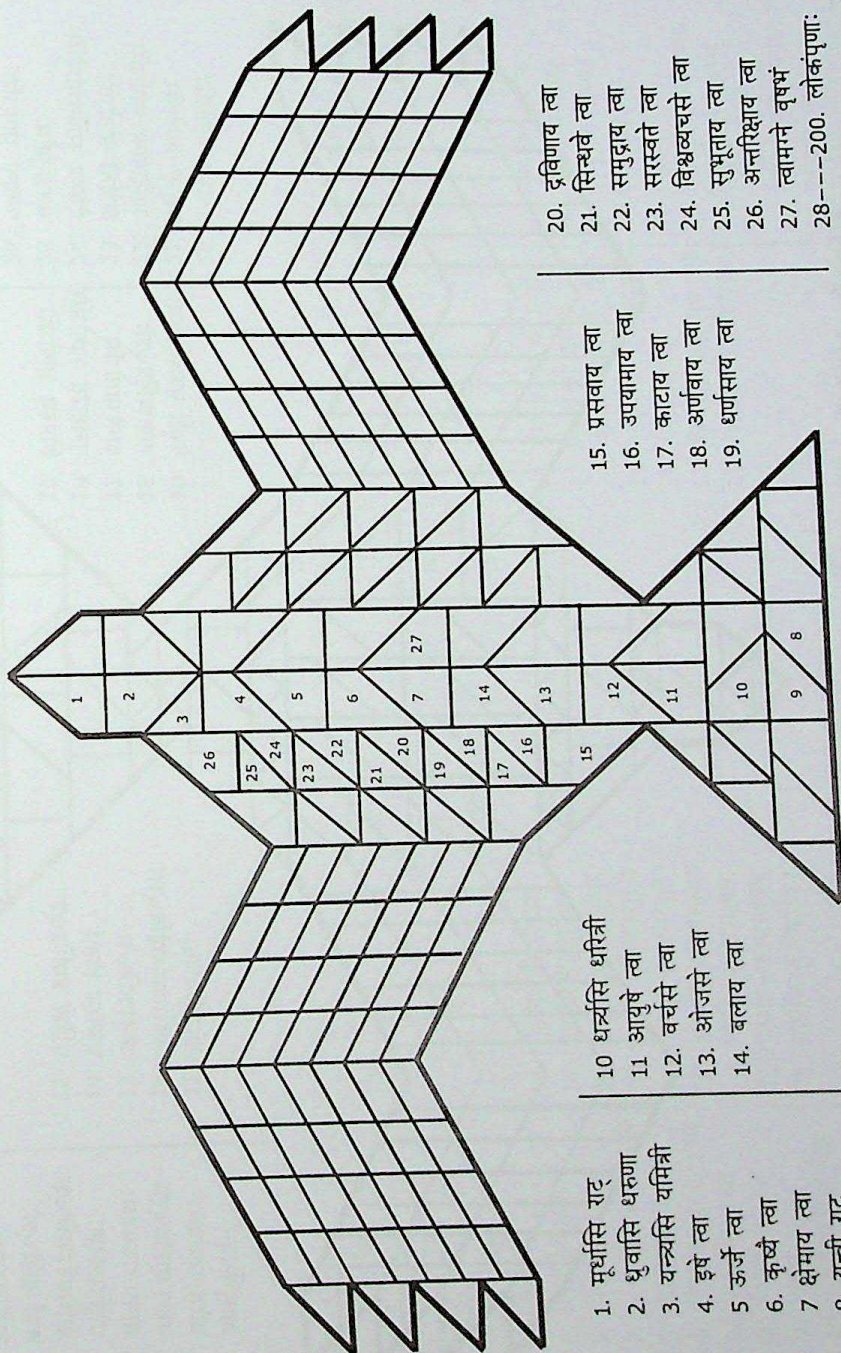 1
2
3
4
5
6
7
27
14
13
12
11
10
9
8
26
25
24
23
22
21
20
19
18
17
16
15
1. मूर्धासि राट्
2. ध्रुवासि धरुणा
3. यन्त्र्यसि यमित्री
4. इषे त्वा
5 ऊर्जे त्वा
6. कृष्यै त्वा
7 क्षेमाय त्वा
10 धर्त्र्यसि धरित्री
11 आयुषे त्वा
12. वर्चसे त्वा
13. ओजसे त्वा
14. बलाय त्वा
15. प्रसवाय त्वा
16. उपयामाय त्वा
17. काटाय त्वा
18. अर्णवाय त्वा
19. धर्णसाय त्वा
20. द्रविणाय त्वा
21. सिन्धवे त्वा
22. समुद्राय त्वा
23. सरस्वते त्वा
24. विश्वव्यचसे त्वा
25. सुभूताय त्वा
26. अन्तरिक्षाय त्वा
27. त्वामग्ने वृषभं
28----200. लोकंपृणाः